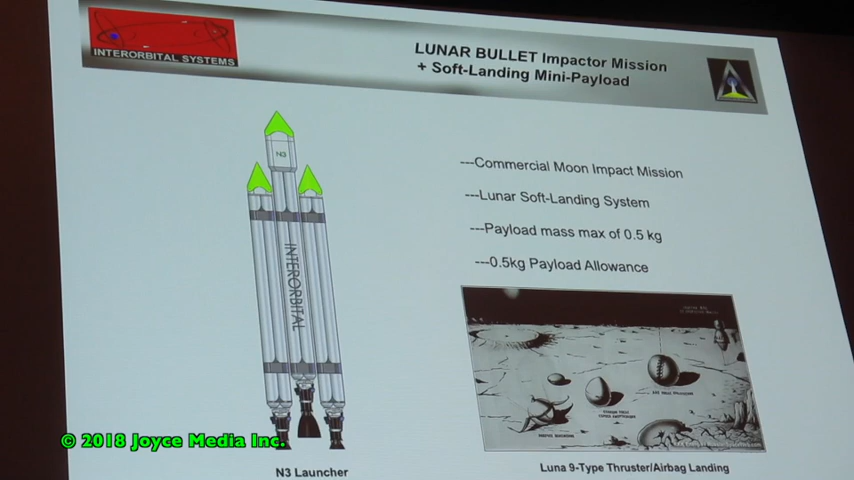 INTERORBITAL SYSTEMS
LUNAR BULLET Impactor Mission
+ Soft-Landing Mini-Payload
N3
---Commercial Moon Impact Mission
---Lunar Soft-Landing System
---Payload mass max of 0.5 kg
---0.5kg Payload Allowance
INTERORBITAL
© 2018 Joyce Media Inc.
N3 Launcher
Luna 9-Type Thruster/Airbag Landing